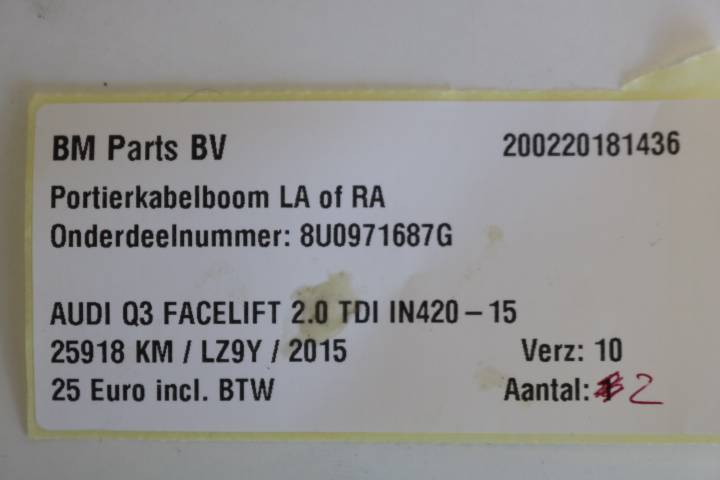 BM Parts BV 200220181436
Portierkabelboom LA of RA
Onderdeelnummer: 8U0971687G
AUDI Q3 FACELIFT 2.0 TDI IN420-15
25918 KM / LZ9Y / 2015 Verz: 10
25 Euro incl. BTW Aantal: 2